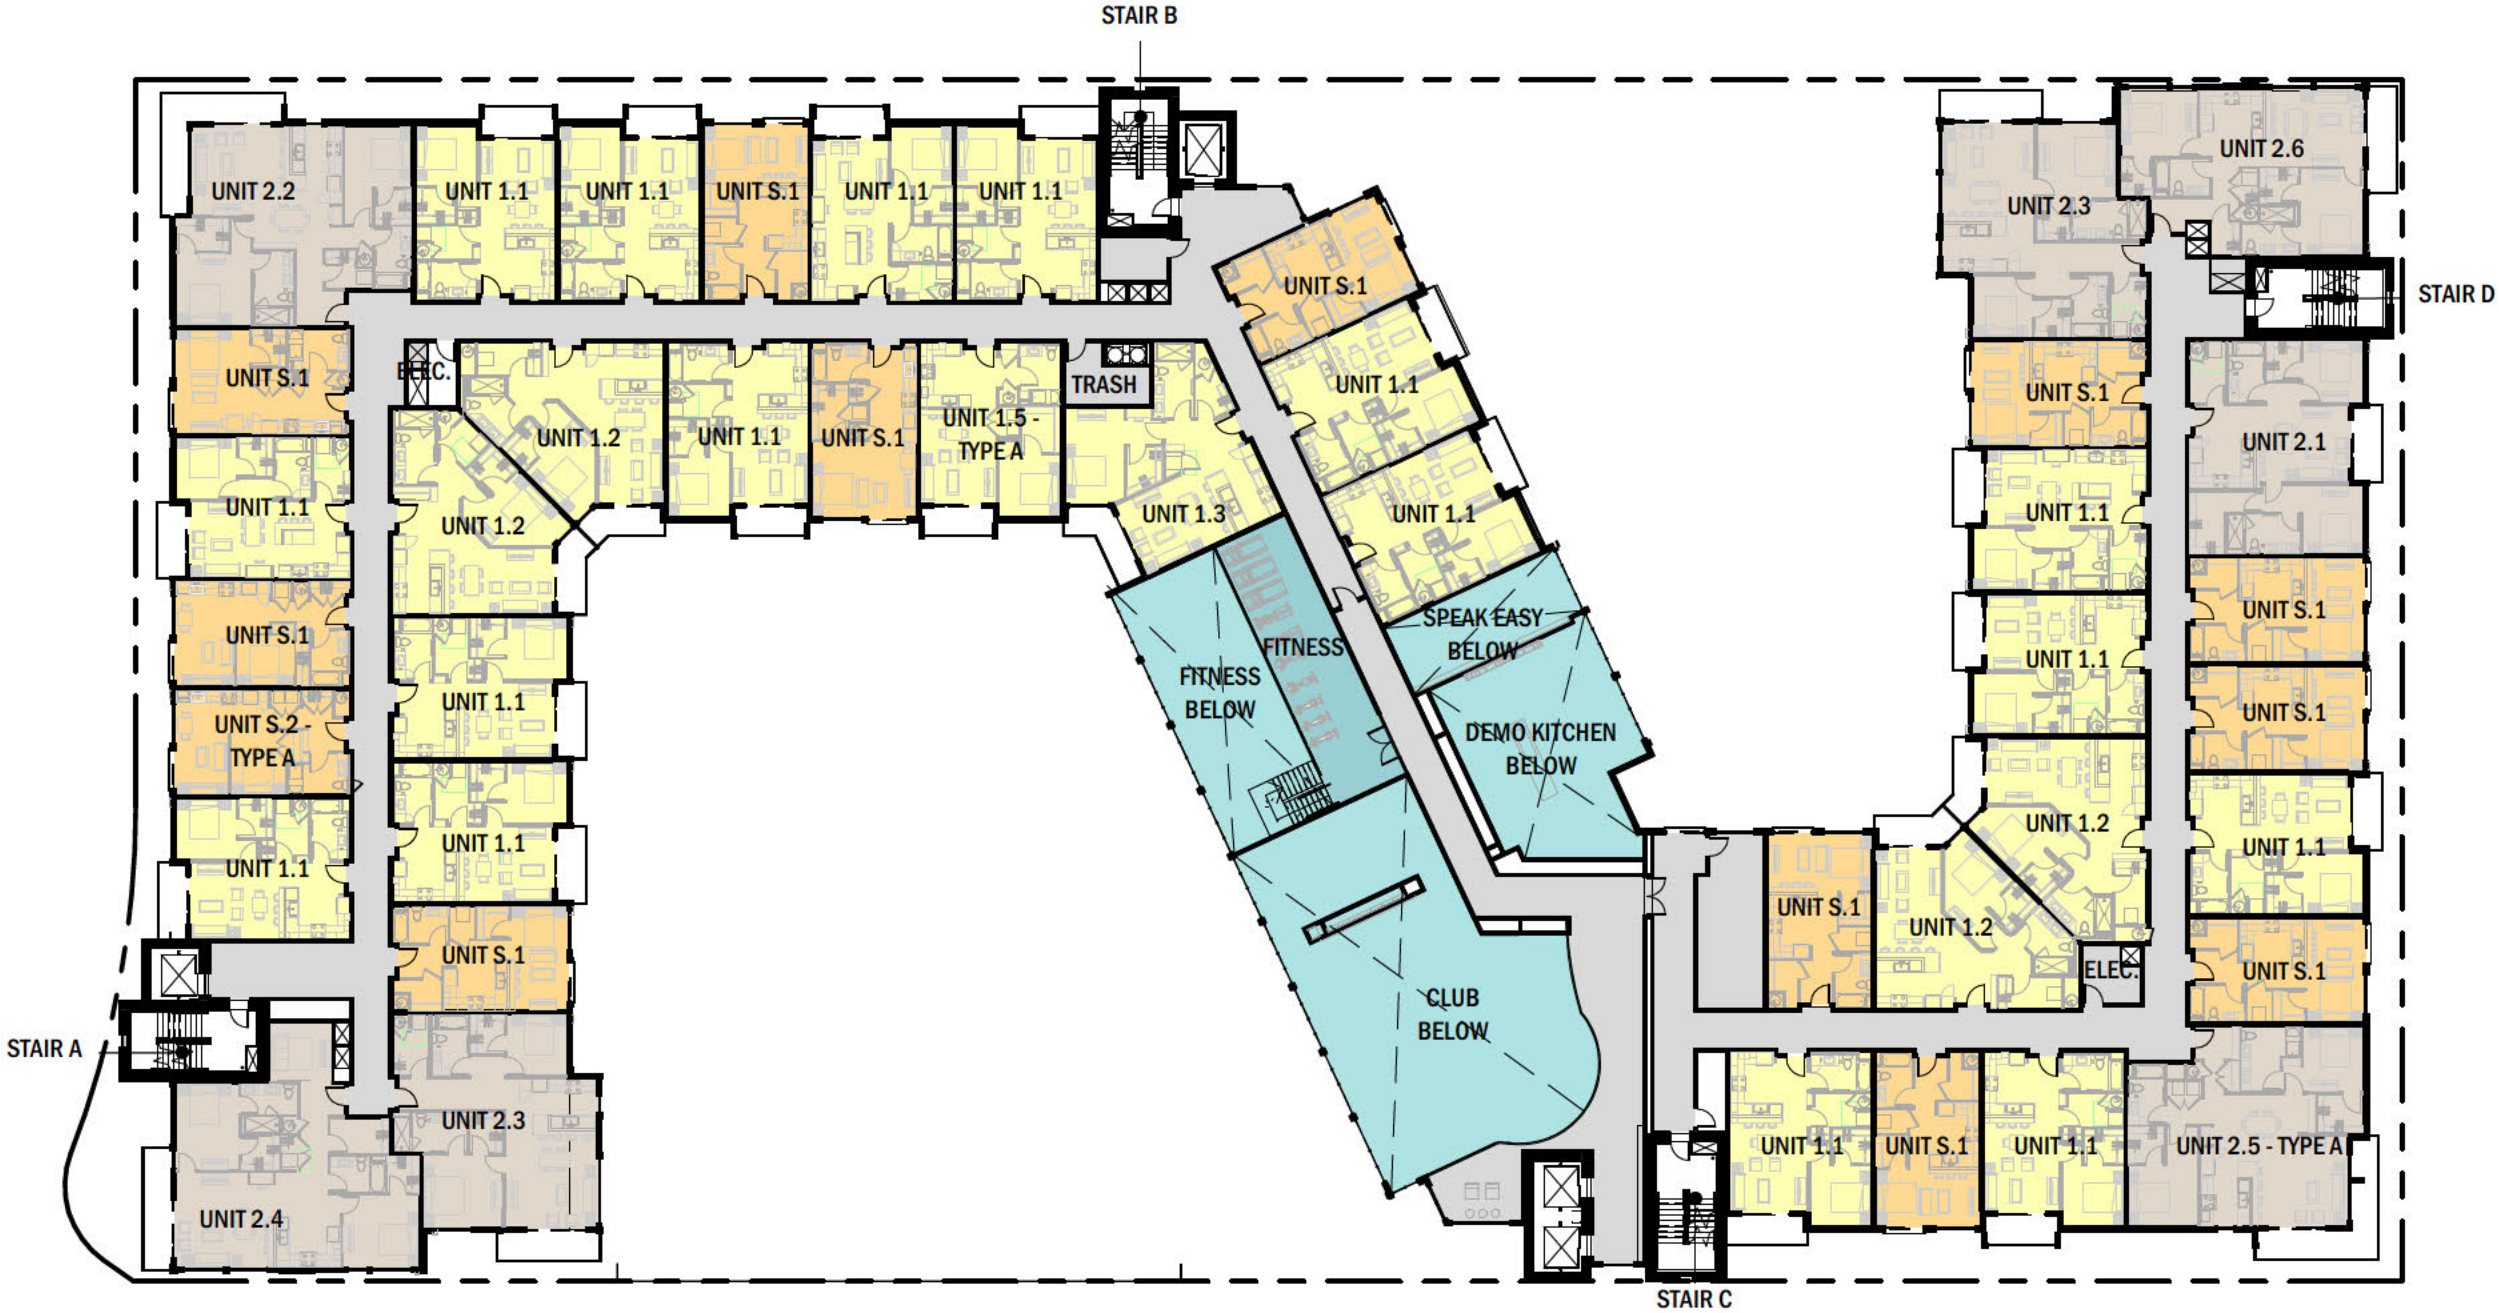 STAIR B
UNIT 2.2
UNIT 1.1
UNIT 1.1
UNIT S.1
UNIT 1.1
UNIT 1.1
UNIT 2.3
UNIT 2.6
UNIT S.1
STAIR D
UNIT S.1
ELEC.
UNIT 1.2
UNIT 1.1
UNIT S.1
UNIT 1.5 -
TYPE A
TRASH
UNIT 1.3
UNIT 1.1
UNIT 1.1
UNIT S.1
UNIT 2.1
UNIT 1.1
UNIT 1.2
UNIT 1.1
UNIT S.1
UNIT S.1
UNIT 1.1
SPEAK EASY
BELOW
FITNESS
FITNESS
BELOW
UNIT 1.1
UNIT S.2 -
TYPE A
UNIT 1.1
DEMO KITCHEN
BELOW
UNIT S.1
UNIT 1.1
UNIT 1.1
UNIT 1.2
UNIT 1.1
UNIT S.1
UNIT S.1
UNIT 1.2
ELEC.
UNIT S.1
CLUB
BELOW
STAIR A
UNIT 2.3
UNIT 2.4
UNIT 1.1
UNIT S.1
UNIT 1.1
UNIT 2.5 - TYPE A
STAIR C